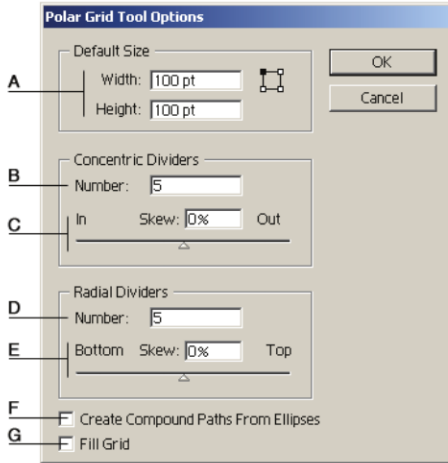 Polar Grid Tool Options
Default Size
OK
A
Width: 100 pt
Height: 100 pt
Cancel
Concentric Dividers
B
Number: 5
C
In Skew: 0% Out
Radial Dividers
D
Number: 5
E
Bottom Skew: 0% Top
F
Create Compound Paths From Ellipses
G
Fill Grid